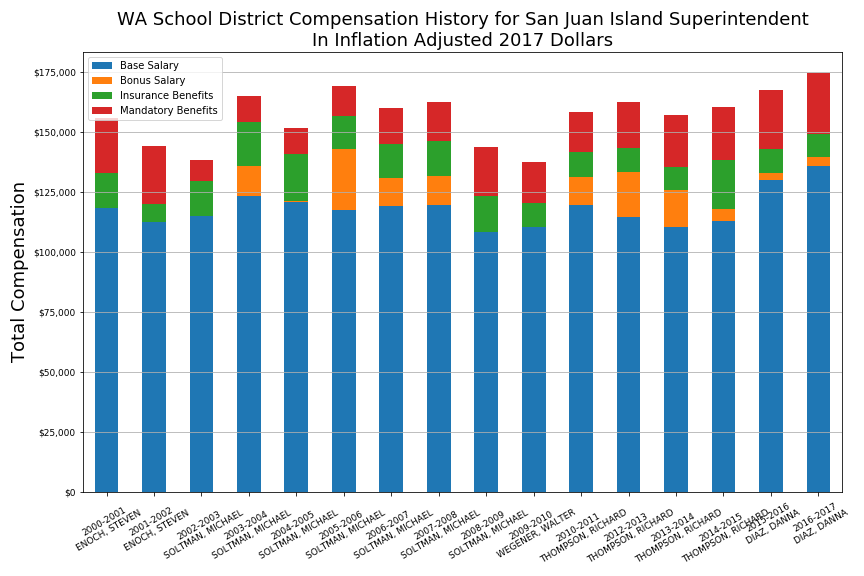 WA School District Compensation History for San Juan Island Superintendent
In Inflation Adjusted 2017 Dollars
Base Salary
Bonus Salary
Insurance Benefits
Mandatory Benefits
Total Compensation
$175,000
$150,000
$125,000
$100,000
$75,000
$50,000
$25,000
$0
2000-2001
ENOCH, STEVEN
2001-2002
ENOCH, STEVEN
2002-2003
SOLTMAN, MICHAEL
2003-2004
SOLTMAN, MICHAEL
2004-2005
SOLTMAN, MICHAEL
2005-2006
SOLTMAN, MICHAEL
2006-2007
SOLTMAN, MICHAEL
2007-2008
SOLTMAN, MICHAEL
2008-2009
SOLTMAN, MICHAEL
2009-2010
WEGENER, WALTER
2010-2011
THOMPSON, RICHARD
2012-2013
THOMPSON, RICHARD
2013-2014
THOMPSON, RICHARD
2014-2015
THOMPSON, RICHARD
2015-2016
DIAZ, DANNA
2016-2017
DIAZ, DANNA